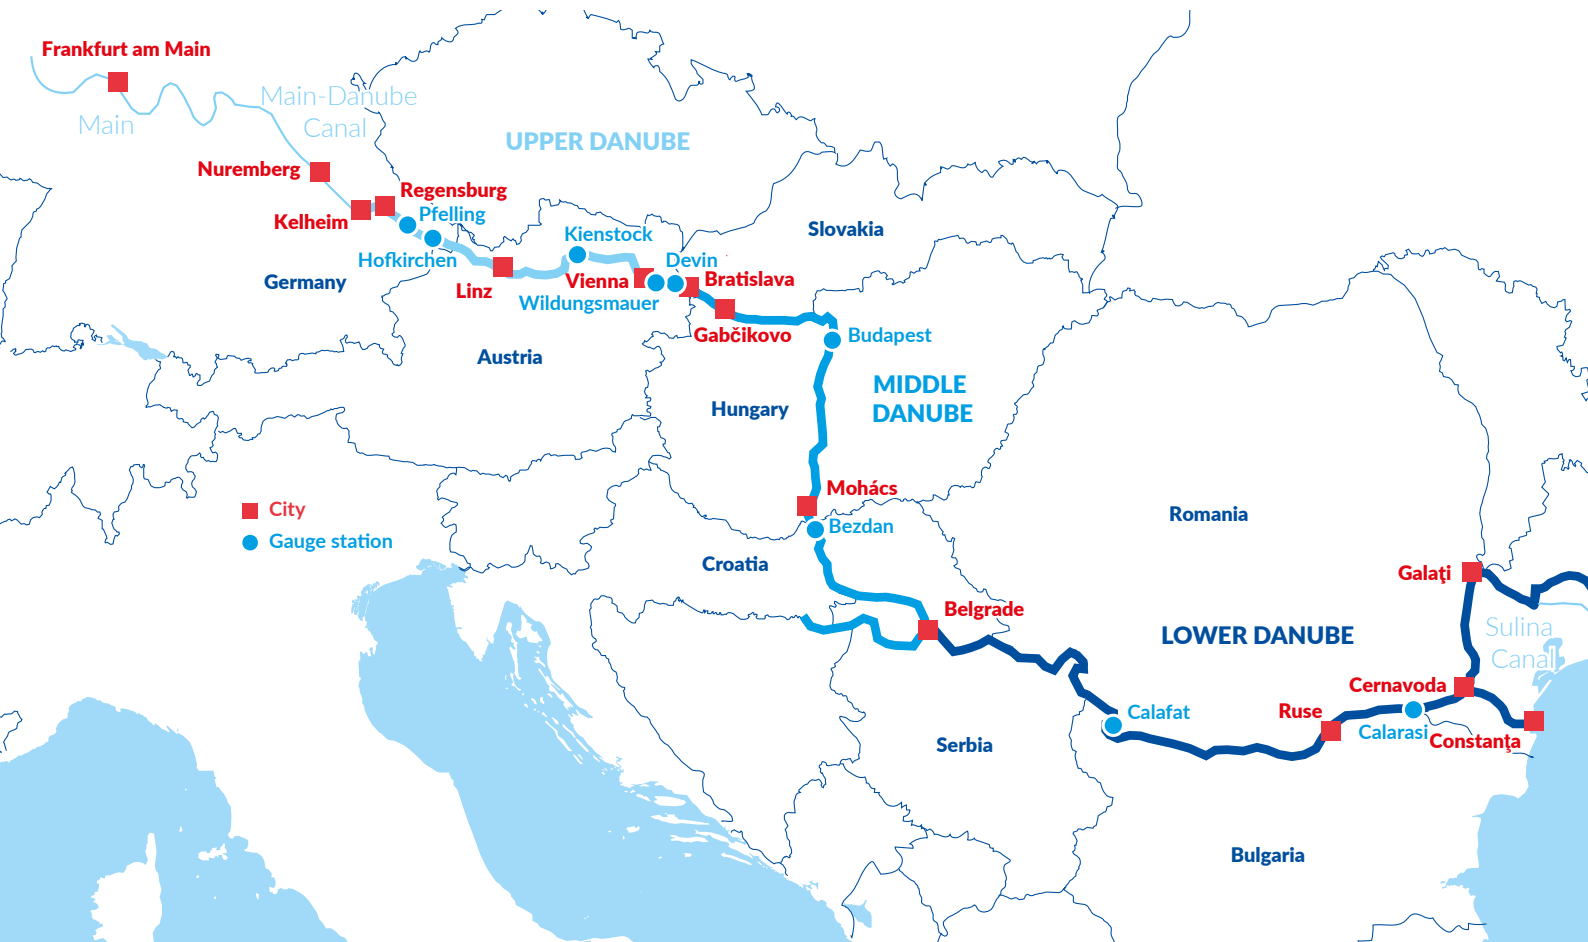 Frankfurt am Main
Main-Danube
Canal
Main
UPPER DANUBE
Nuremberg
Regensburg
Pfelling
Kelheim
Slovakia
Kienstock
Hofkirchen
Devin
Germany
Vienna
Bratislava
Linz
Wildungsmauer
Gabčikovo
Budapest
Austria
MIDDLE
DANUBE
Hungary
Mohács
City
Romania
Bezdan
Gauge station
Croatia
Galaţi
Belgrade
Sulina
Canal
LOWER DANUBE
Cernavoda
Calafat
Ruse
Calarasi
Constanţa
Serbia
Bulgaria